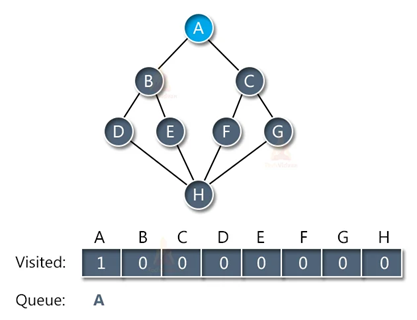 A
B C
D E F G
H
A B C D E F G H
Visited: 1 0 0 0 0 0 0 0
Queue: A